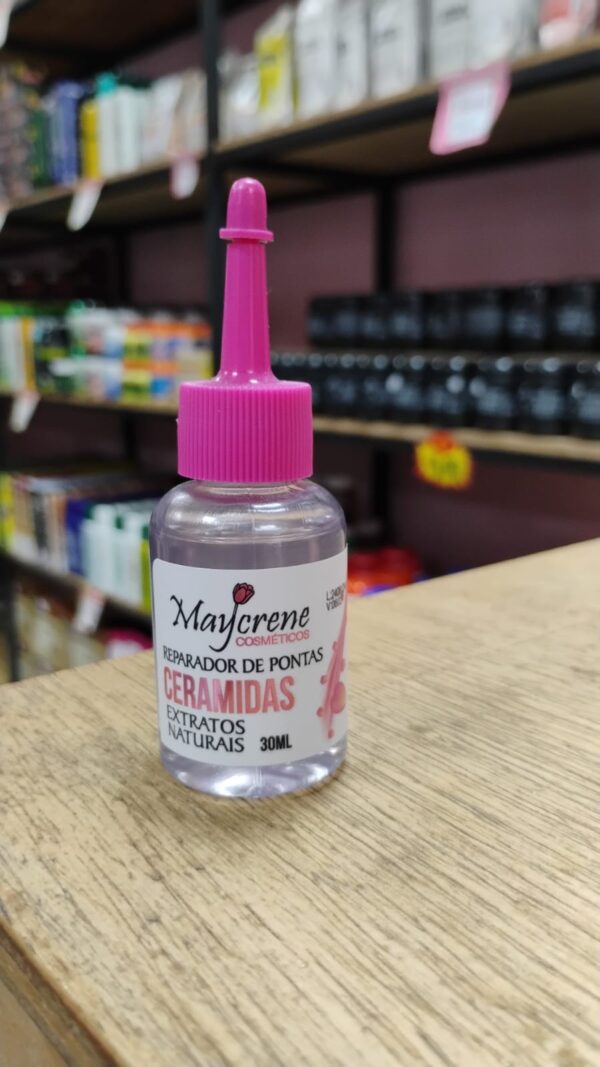 Maycrene
COSMÉTICOS
REPARADOR DE PONTAS
CERAMIDAS
EXTRATOS
NATURAIS 30ML